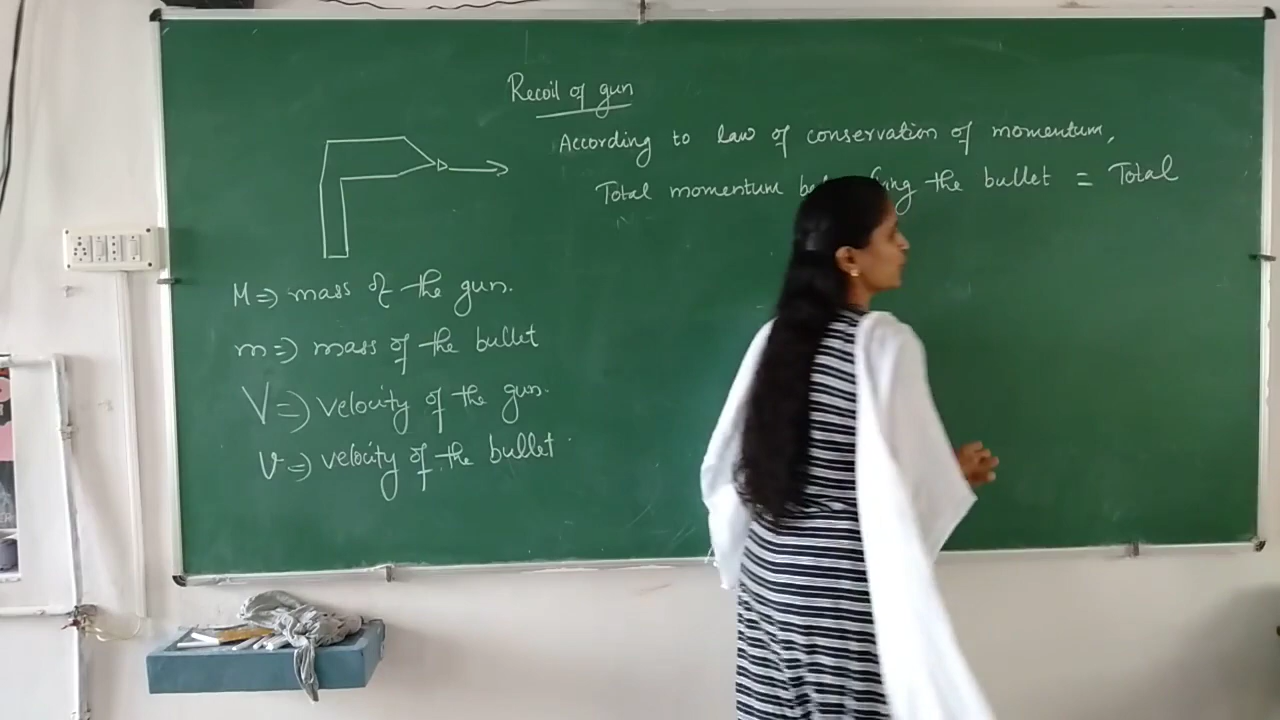 Recoil of gun
According to law of conservation of momentum,
Total momentum the bullet = Total
M => mass of the gun.
m => mass of the bullet
V => velocity of the gun.
v => velocity of the bullet